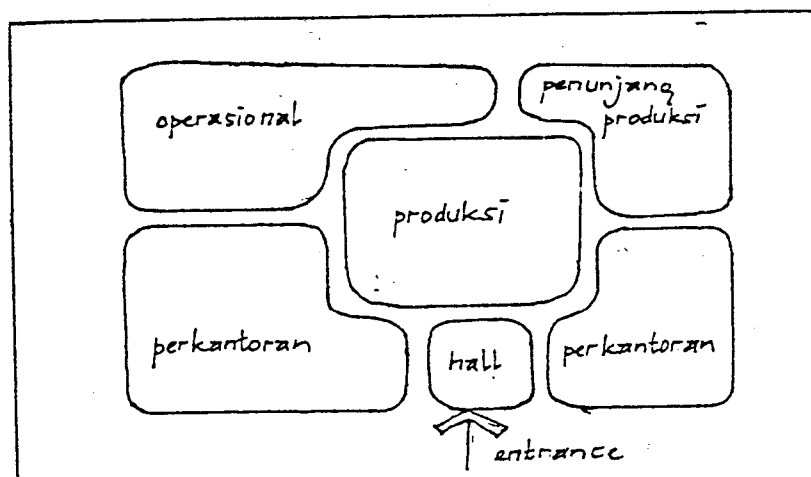 operasional
penunjang
produksi
produksi
perkantoran
hall
perkantoran
entrance